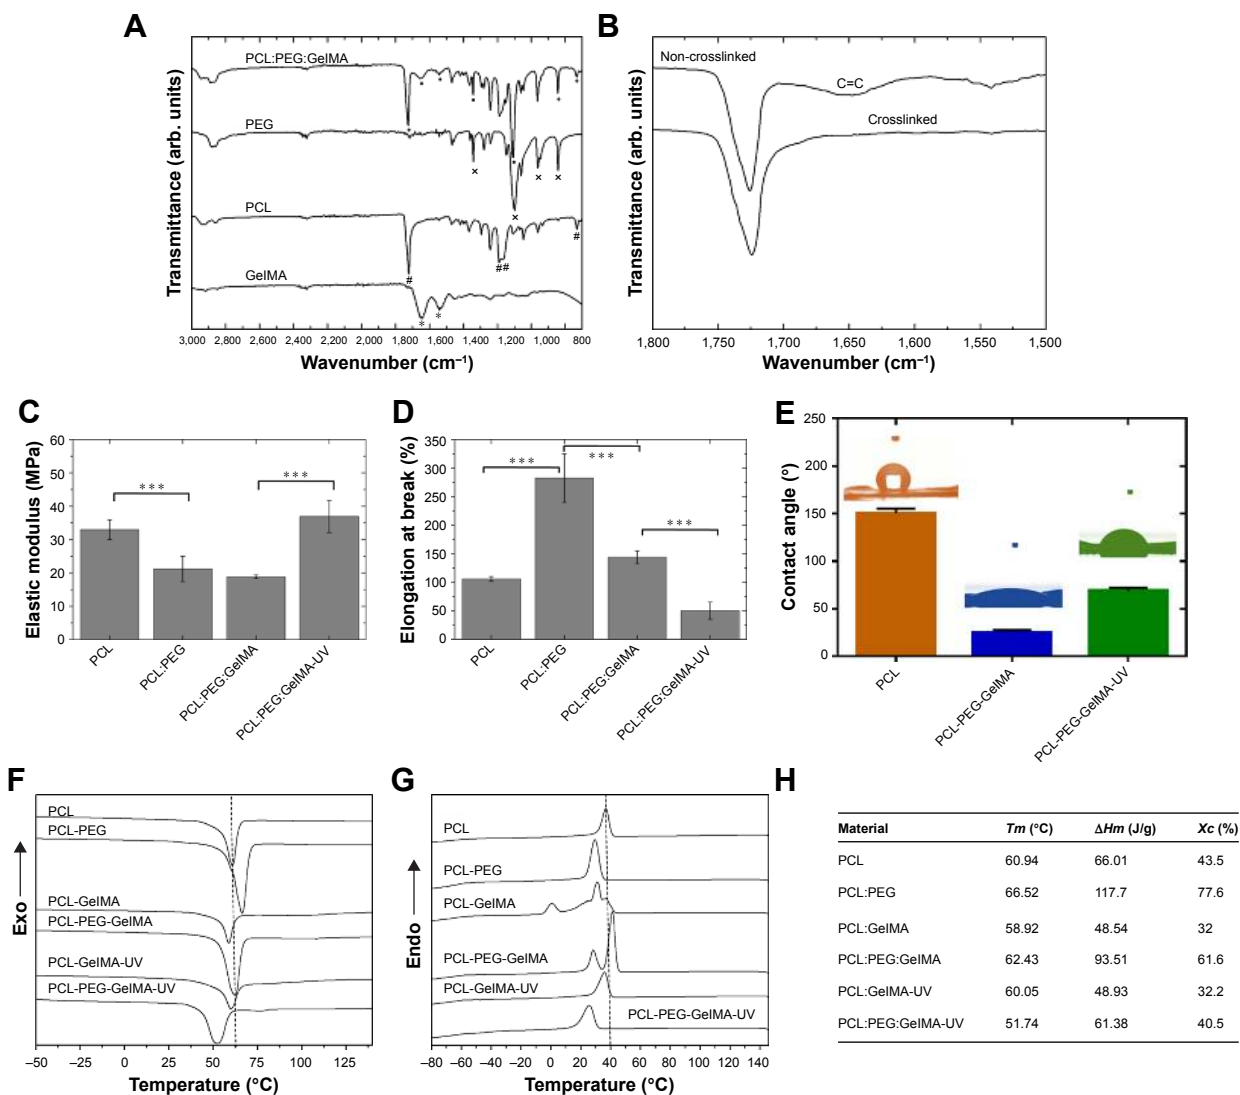 A
Transmittance (arb. units)
PCL:PEG:GelMA
PEG
PCL
GelMA
* * * * * *
* *
× × × ×
# ## #
* *
3,000 2,800 2,600 2,400 2,200 2,000 1,800 1,600 1,400 1,200 1,000 800
Wavenumber (cm⁻¹)
B
Transmittance (arb. units)
Non-crosslinked
C=C
Crosslinked
1,800 1,750 1,700 1,650 1,600 1,550 1,500
Wavenumber (cm⁻¹)
C
Elastic modulus (MPa)
60
50
40
30
20
10
0
***
***
PCL
PCL:PEG
PCL:PEG:GelMA
PCL:PEG:GelMA-UV
D
Elongation at break (%)
350
300
250
200
150
100
50
0
***
***
***
PCL
PCL:PEG
PCL:PEG:GelMA
PCL:PEG:GelMA-UV
E
Contact angle (°)
250
200
150
100
50
0
PCL
PCL-PEG-GelMA
PCL-PEG-GelMA-UV
F
Exo
PCL
PCL-PEG
PCL-GelMA
PCL-PEG-GelMA
PCL-GelMA-UV
PCL-PEG-GelMA-UV
–50 –25 0 25 50 75 100 125
Temperature (°C)
G
Endo
PCL
PCL-PEG
PCL-GelMA
PCL-PEG-GelMA
PCL-GelMA-UV
PCL-PEG-GelMA-UV
–80 –60 –40 –20 0 20 40 60 80 100 120 140
Temperature (°C)
H
Material Tm (°C) ΔHm (J/g) Xc (%)
PCL 60.94 66.01 43.5
PCL:PEG 66.52 117.7 77.6
PCL:GelMA 58.92 48.54 32
PCL:PEG:GelMA 62.43 93.51 61.6
PCL:GelMA-UV 60.05 48.93 32.2
PCL:PEG:GelMA-UV 51.74 61.38 40.5